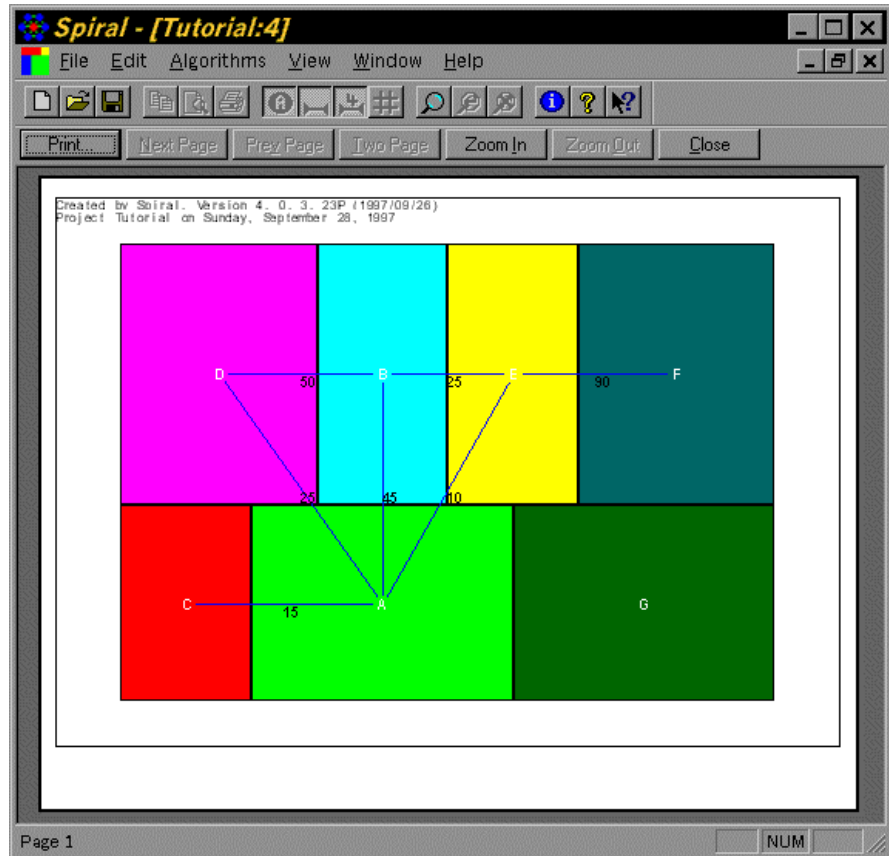 Spiral - [Tutorial:4]
File Edit Algorithms View Window Help
Print... Next Page Prev Page Two Page Zoom In Zoom Out Close
Created by Spiral. Version 4. 0. 3. 23P (1997/09/26)
Project Tutorial on Sunday, September 28, 1997
D B E F
50 25 90
25 45 10
C A G
15
Page 1 NUM